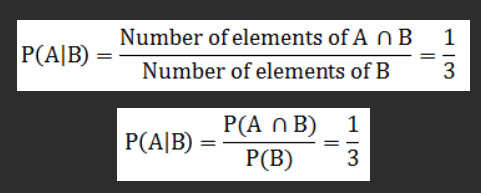 P(A|B) = Number of elements of A ∩ B / Number of elements of B = 1/3
P(A|B) = P(A ∩ B) / P(B) = 1/3